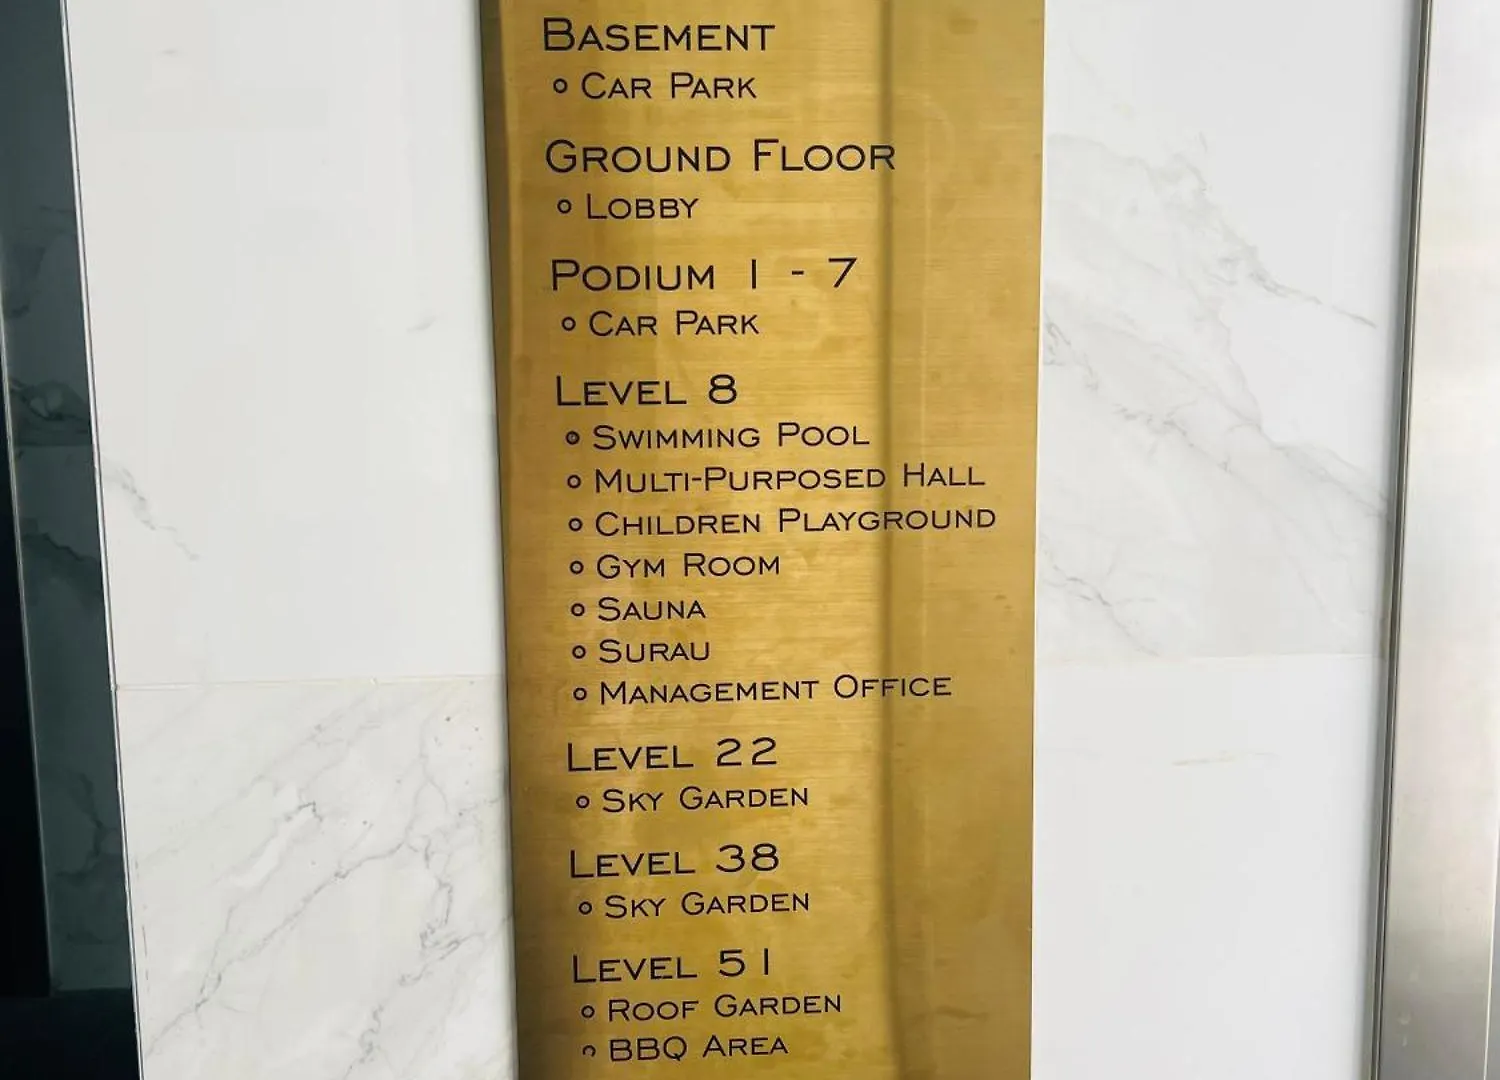 BASEMENT
CAR PARK
GROUND FLOOR
LOBBY
PODIUM 1 - 7
CAR PARK
LEVEL 8
SWIMMING POOL
MULTI-PURPOSED HALL
CHILDREN PLAYGROUND
GYM ROOM
SAUNA
SURAU
MANAGEMENT OFFICE
LEVEL 22
SKY GARDEN
LEVEL 38
SKY GARDEN
LEVEL 51
ROOF GARDEN
BBQ AREA